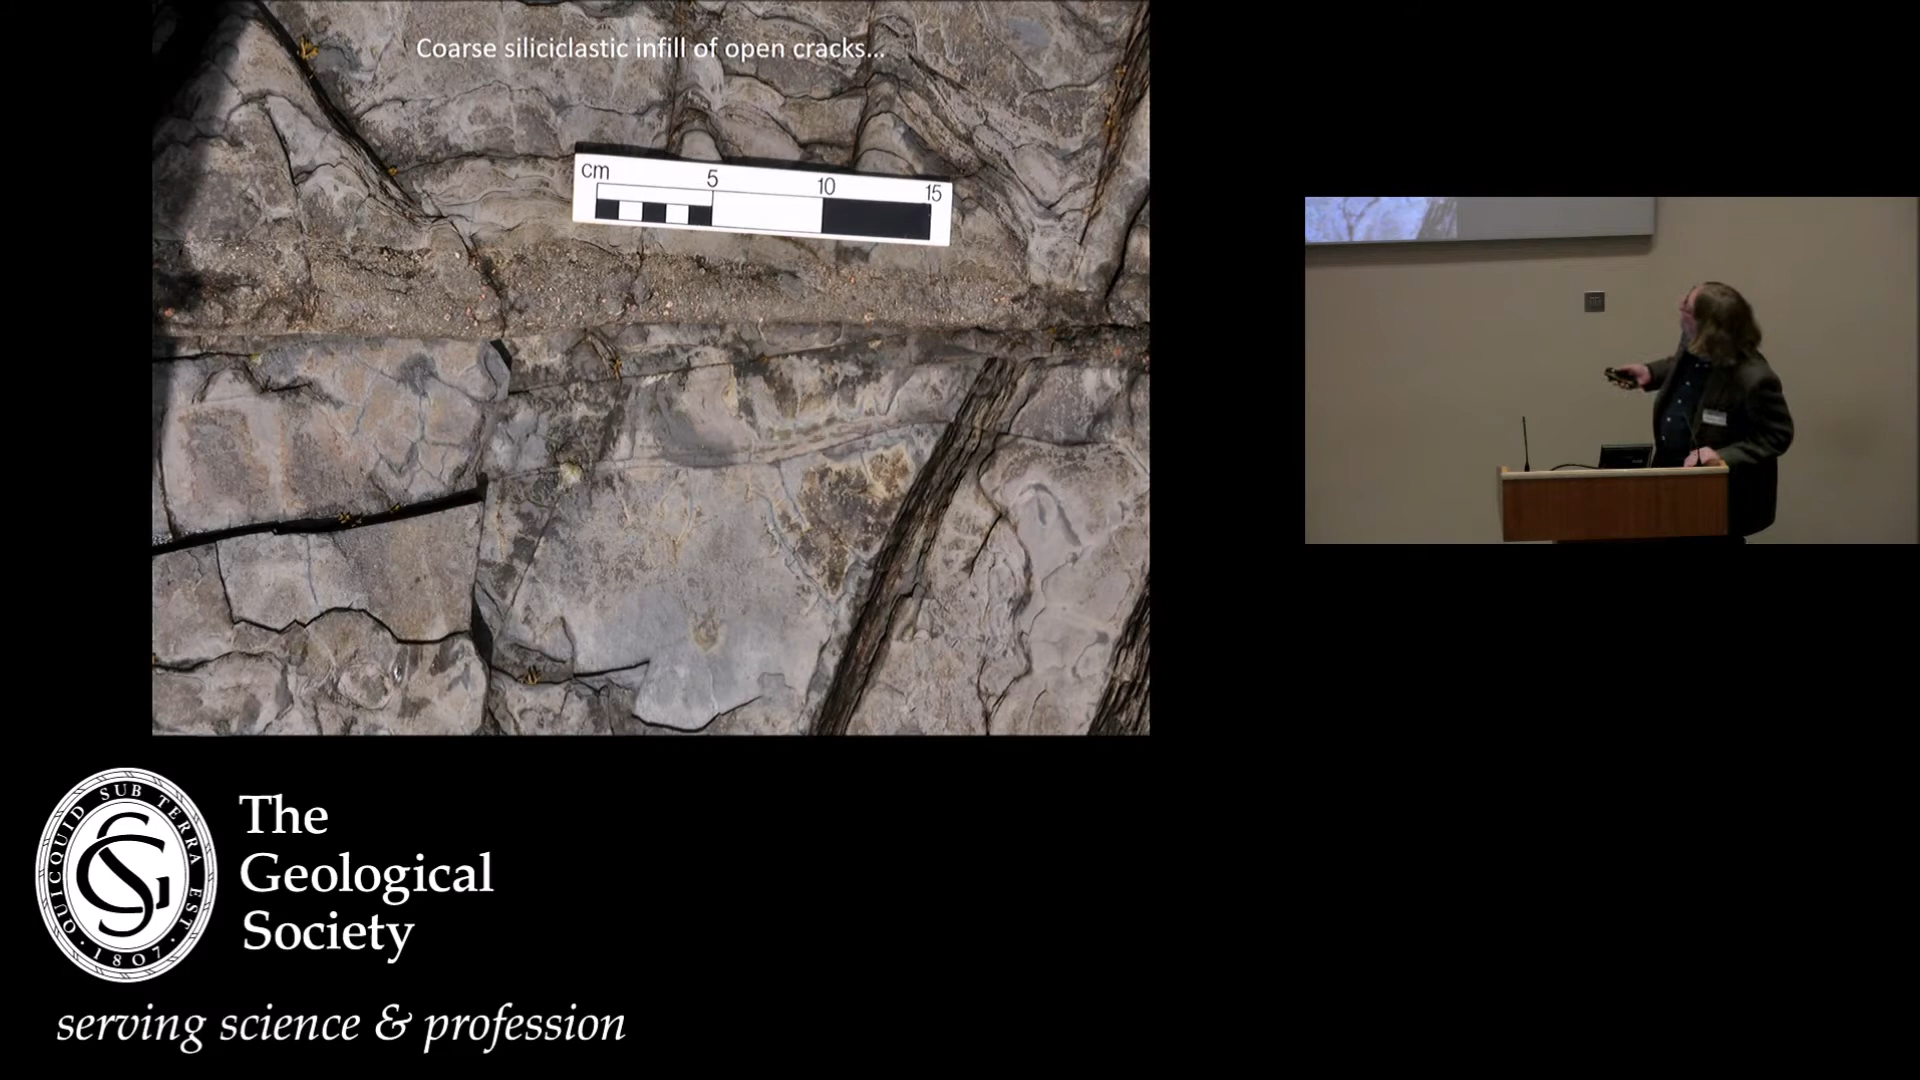 Coarse siliciclastic infill of open cracks...
cm 5 10 15
QUICQUID SUB TERRA EST
1807
The
Geological
Society
serving science & profession